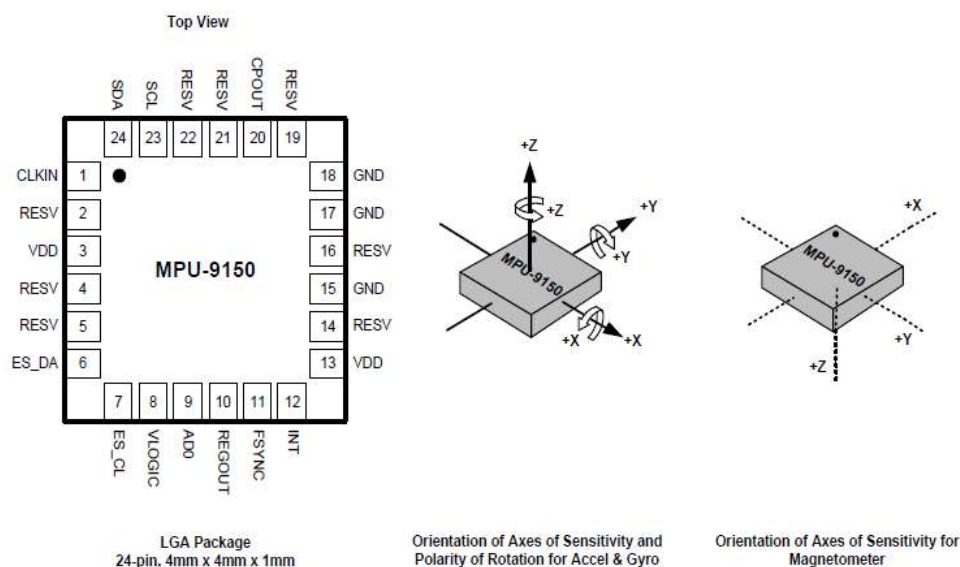 Top View
SDA
SCL
RESV
RESV
CPOUT
RESV
24
23
22
21
20
19
CLKIN 1
RESV 2
VDD 3
RESV 4
RESV 5
ES_DA 6
18 GND
17 GND
16 RESV
15 GND
14 RESV
13 VDD
MPU-9150
7
8
9
10
11
12
ES_CL
VLOGIC
AD0
REGOUT
FSYNC
INT
LGA Package
24-pin, 4mm x 4mm x 1mm
+Z
+Z
+Y
+Y
MPU-9150
+X
+X
Orientation of Axes of Sensitivity and
Polarity of Rotation for Accel & Gyro
+X
MPU-9150
+Y
+Z
Orientation of Axes of Sensitivity for
Magnetometer